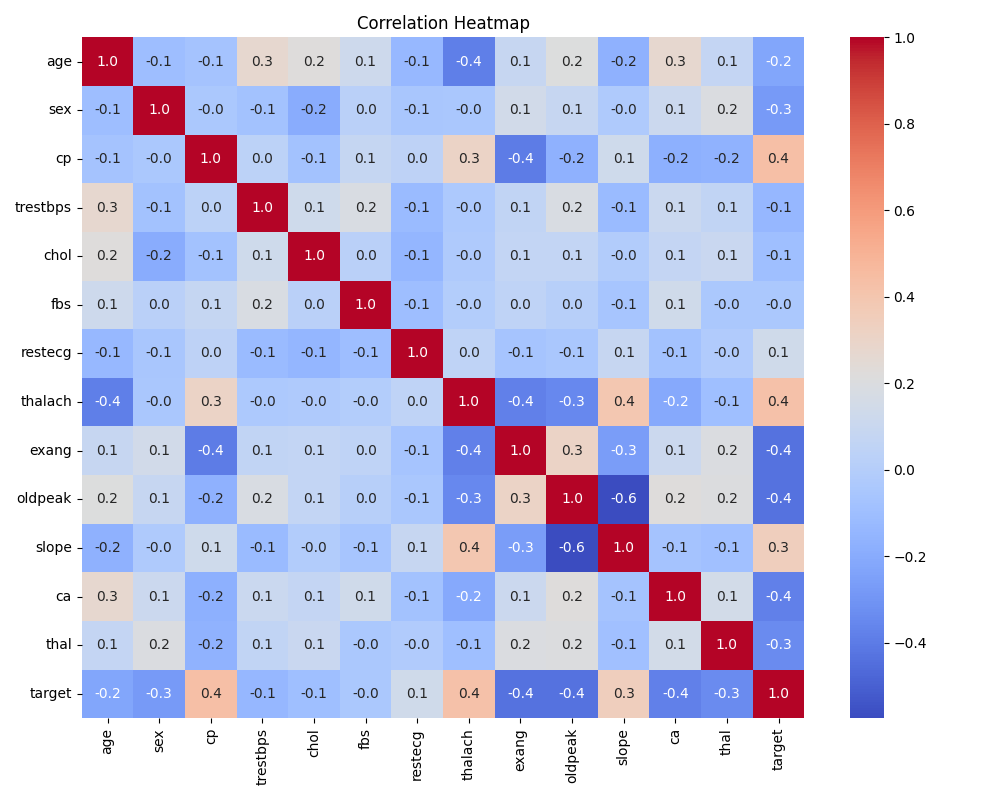 Correlation Heatmap
age 1.0 -0.1 -0.1 0.3 0.2 0.1 -0.1 -0.4 0.1 0.2 -0.2 0.3 0.1 -0.2
sex -0.1 1.0 -0.0 -0.1 -0.2 0.0 -0.1 -0.0 0.1 0.1 -0.0 0.1 0.2 -0.3
cp -0.1 -0.0 1.0 0.0 -0.1 0.1 0.0 0.3 -0.4 -0.2 0.1 -0.2 -0.2 0.4
trestbps 0.3 -0.1 0.0 1.0 0.1 0.2 -0.1 -0.0 0.1 0.2 -0.1 0.1 0.1 -0.1
chol 0.2 -0.2 -0.1 0.1 1.0 0.0 -0.1 -0.0 0.1 0.1 -0.0 0.1 0.1 -0.1
fbs 0.1 0.0 0.1 0.2 0.0 1.0 -0.1 -0.0 0.0 0.0 -0.1 0.1 -0.0 -0.0
restecg -0.1 -0.1 0.0 -0.1 -0.1 -0.1 1.0 0.0 -0.1 -0.1 0.1 -0.1 -0.0 0.1
thalach -0.4 -0.0 0.3 -0.0 -0.0 -0.0 0.0 1.0 -0.4 -0.3 0.4 -0.2 -0.1 0.4
exang 0.1 0.1 -0.4 0.1 0.1 0.0 -0.1 -0.4 1.0 0.3 -0.3 0.1 0.2 -0.4
oldpeak 0.2 0.1 -0.2 0.2 0.1 0.0 -0.1 -0.3 0.3 1.0 -0.6 0.2 0.2 -0.4
slope -0.2 -0.0 0.1 -0.1 -0.0 -0.1 0.1 0.4 -0.3 -0.6 1.0 -0.1 -0.1 0.3
ca 0.3 0.1 -0.2 0.1 0.1 0.1 -0.1 -0.2 0.1 0.2 -0.1 1.0 0.1 -0.4
thal 0.1 0.2 -0.2 0.1 0.1 -0.0 -0.0 -0.1 0.2 0.2 -0.1 0.1 1.0 -0.3
target -0.2 -0.3 0.4 -0.1 -0.1 -0.0 0.1 0.4 -0.4 -0.4 0.3 -0.4 -0.3 1.0
age sex cp trestbps chol fbs restecg thalach exang oldpeak slope ca thal target
1.0
0.8
0.6
0.4
0.2
0.0
−0.2
−0.4